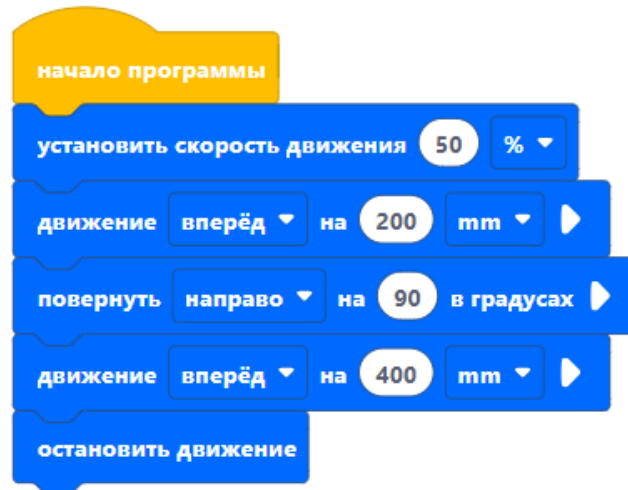 начало программы
установить скорость движения 50 %
движение вперёд на 200 mm
повернуть направо на 90 в градусах
движение вперёд на 400 mm
остановить движение